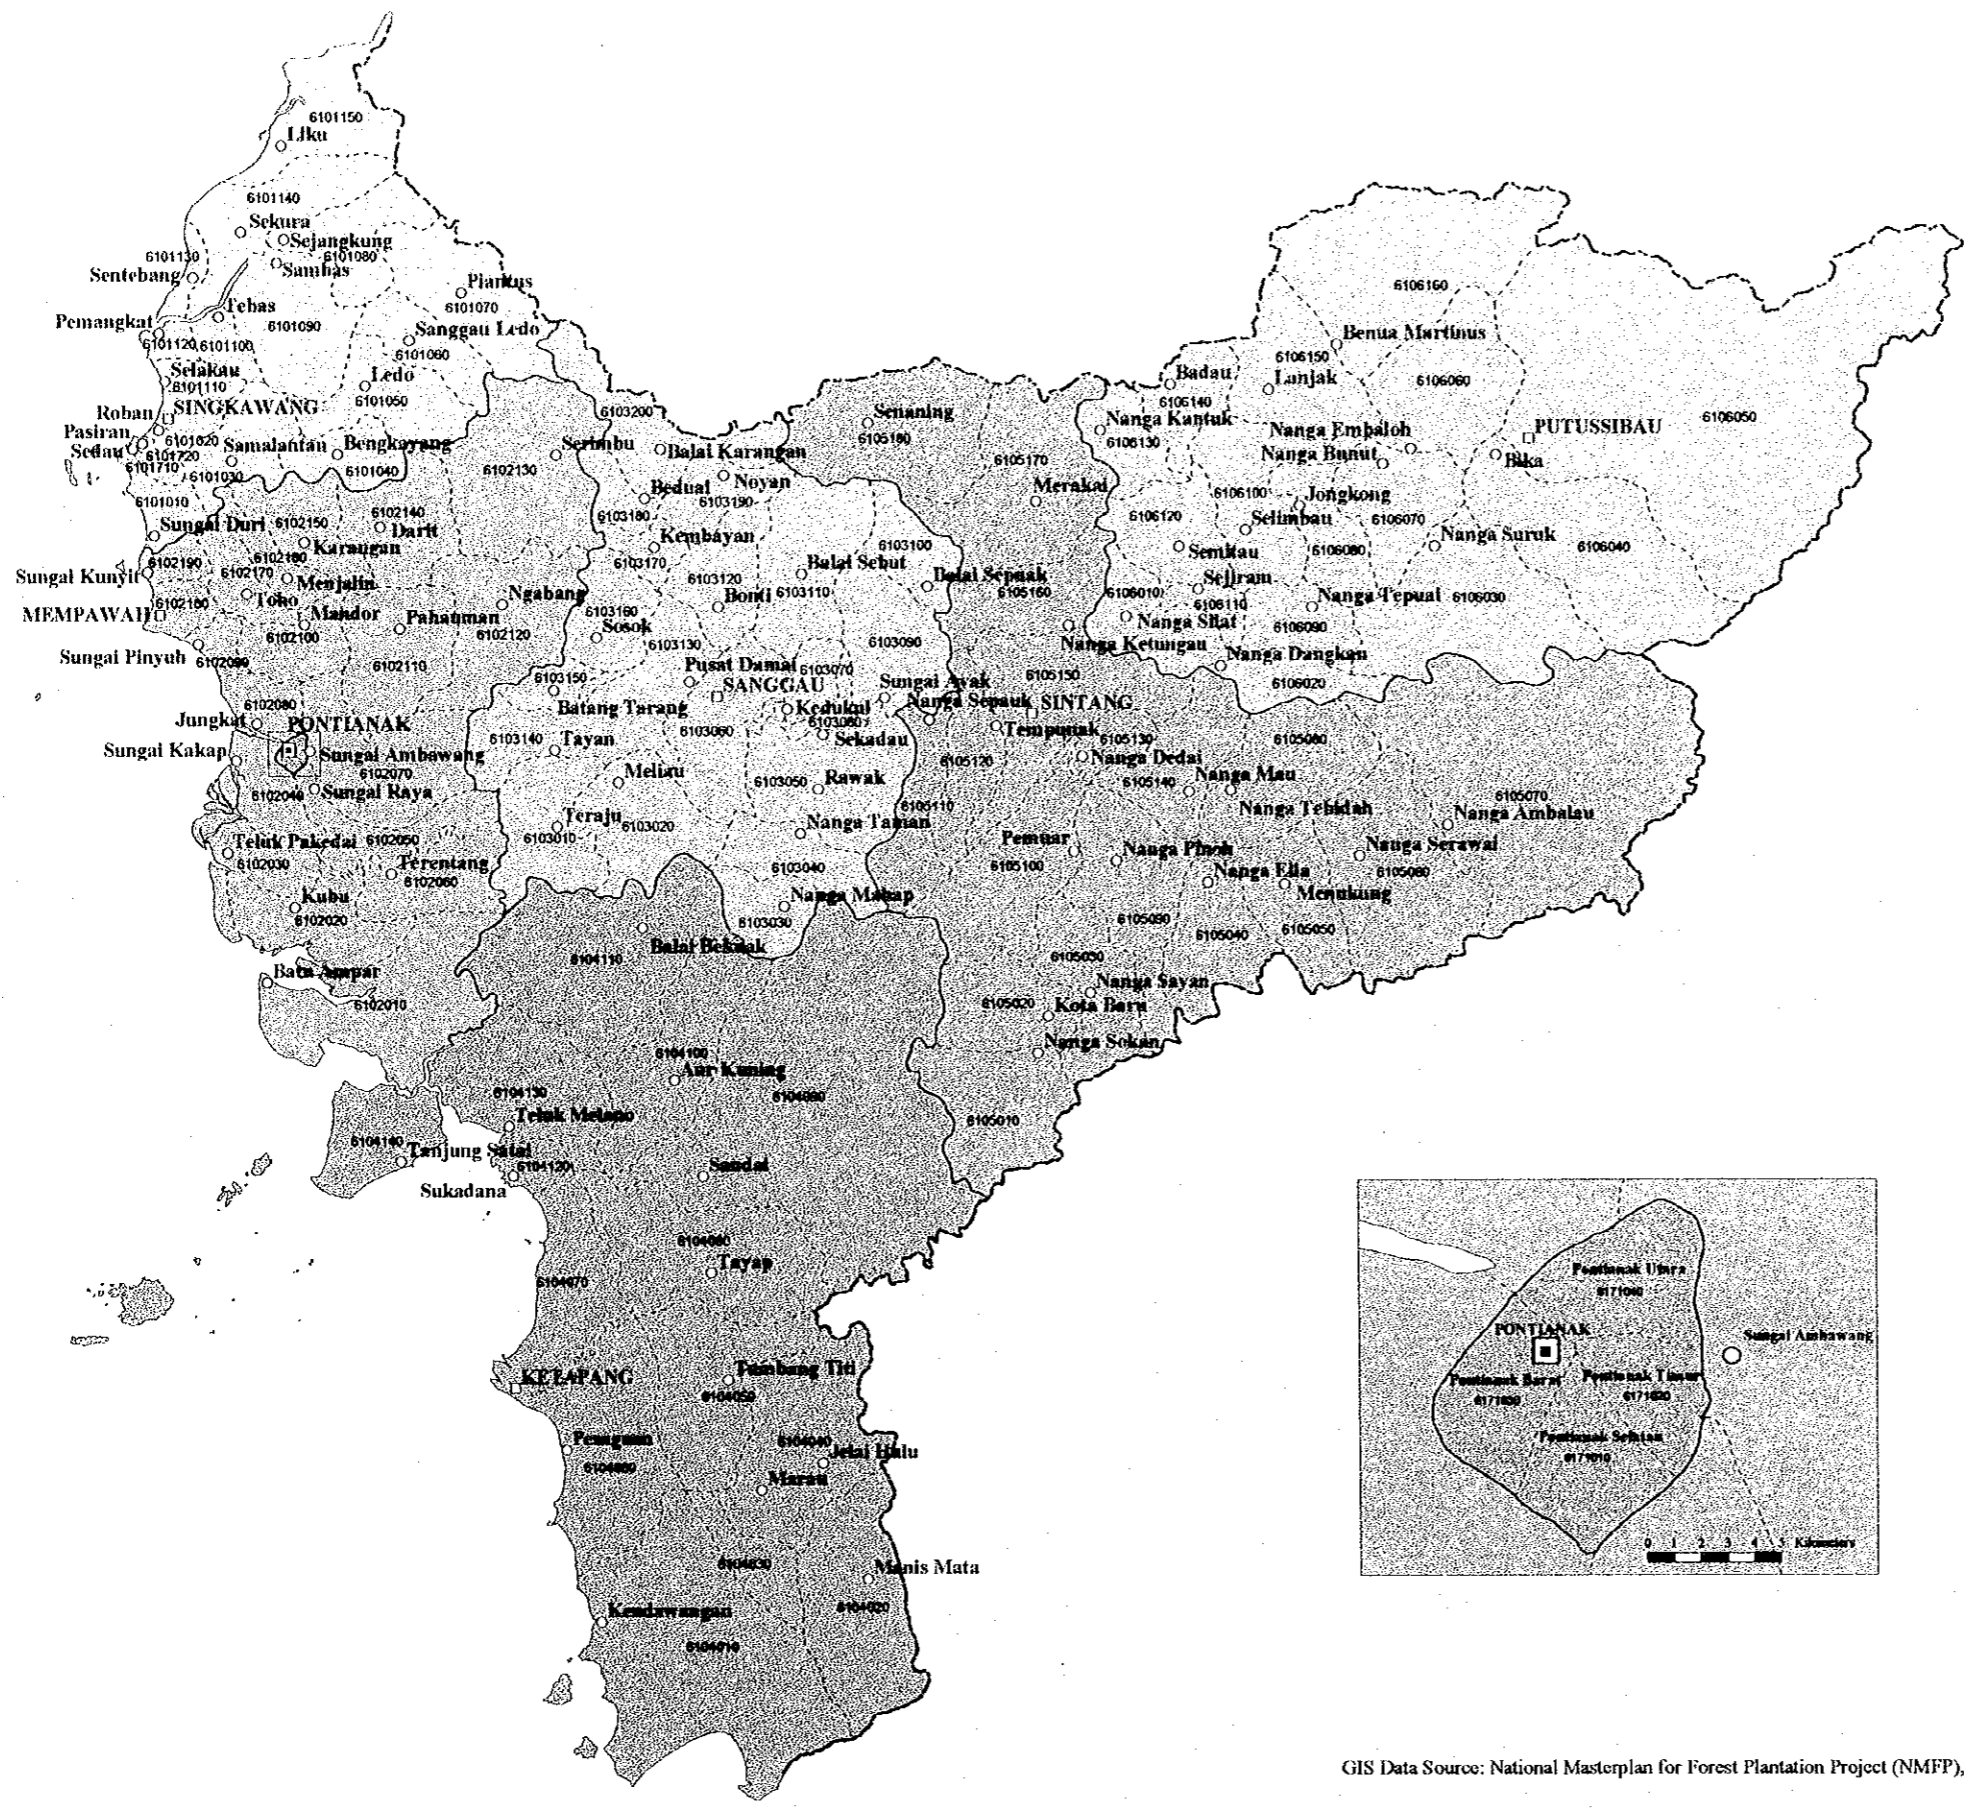 6101150
Liku
6101140
Sekura
Sejangkung
6101130
6101080
Sentebang
Sambas
Piantus
Tebas
6101070
Pemangkat
6101090
Sanggau Ledo
6101120
6101100
6101060
Selakau
6101110
Ledo
Roban
SINGKAWANG
6101050
Pasiran
6101020
Samalantan
Bengkayang
Sedau
6101720
6101710
6101030
6101040
6101010
6102130
Serimbu
6103200
Balai Karangan
Senaning
6105180
6105170
Merakai
Bedual
Noyan
6103190
6103180
Kembayan
6103170
6103100
Balai Sebut
6103120
Bonti
6103110
Balai Sepuak
6105160
6102140
Sungai Duri
6102150
Darit
Karangan
6102190
Sungai Kunyit
6102170
Menjalin
Toho
MEMPAWAH
Mandor
Pahauman
Ngabang
6102100
6102120
Sungai Pinyuh
6102090
6102110
6103160
Sosok
6103130
6103090
6103150
Pusat Damai
6103070
SANGGAU
Batang Tarang
Sungai Ayak
Kedukul
Nanga Sepauk
Sekadau
6103060
6103140
Tayan
Meliau
6103050
Rawak
Teraju
6103010
6103020
Nanga Taman
6103040
Nanga Mahap
6103030
6102080
Jungkat
PONTIANAK
Sungai Kakap
Sungai Ambawang
6102070
6102040
Sungai Raya
Teluk Pakedai
6102050
6102030
Terentang
6102060
Kubu
6102020
Batu Ampar
6102010
6106160
Benua Martinus
6106150
Badau
Lanjak
6106060
6106140
Nanga Kantuk
6106130
Nanga Embaloh
Nanga Bunut
PUTUSSIBAU
Bika
6106050
6106100
Jongkong
6106120
Selimbau
6106070
Semitau
6106080
Nanga Suruk
6106040
Sejiram
6106010
6106110
Nanga Tepuai
6106030
Nanga Silat
6106090
Nanga Ketungau
Nanga Dangkan
6106020
6105150
SINTANG
Tempunak
6105130
6105120
Nanga Dedai
6105140
Nanga Mau
6105080
Nanga Tebidah
6105070
Nanga Ambalau
6105110
Pemuar
6105100
Nanga Pinoh
Nanga Serawai
Nanga Ella
6105060
Menukung
6105090
6105040
6105050
6105030
Nanga Sayan
6105020
Kota Baru
Nanga Sokan
6105010
Balai Bekuak
6104110
6104100
Aur Kuning
6104090
6104130
Teluk Melano
6104140
Tanjung Satai
6104120
Sukadana
Sandai
6104080
Tayap
6104070
KETAPANG
Tumbang Titi
6104050
Pesaguan
6104060
6104040
Jelai Hulu
Marau
6104030
Manis Mata
6104020
Kendawangan
6104010
Pontianak Utara
6171040
PONTIANAK
Sungai Ambawang
Pontianak Barat
6171030
Pontianak Timur
6171020
Pontianak Selatan
6171010
0 1 2 3 4 5 Kilometers
GIS Data Source: National Masterplan for Forest Plantation Project (NMFP),